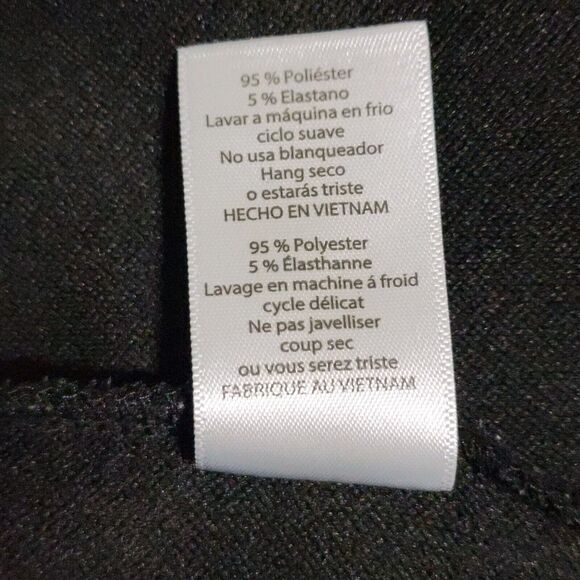 95 % Poliéster
5 % Elastano
Lavar a máquina en frio
ciclo suave
No usa blanqueador
Hang seco
o estarás triste
HECHO EN VIETNAM
95 % Polyester
5 % Élasthanne
Lavage en machine á froid
cycle délicat
Ne pas javelliser
coup sec
ou vous serez triste
FABRIQUE AU VIETNAM